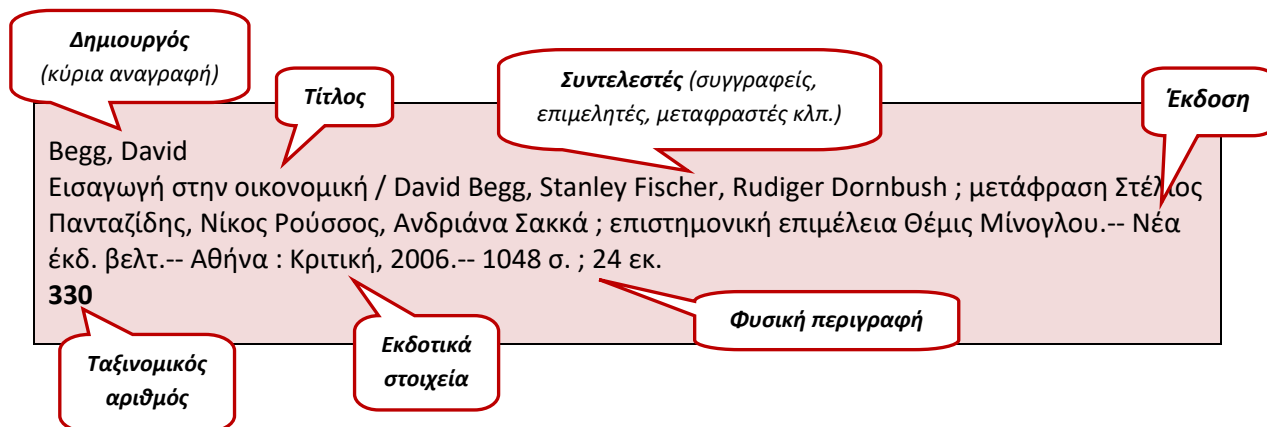 Δημιουργός
(κύρια αναγραφή)
Τίτλος
Συντελεστές (συγγραφείς,
επιμελητές, μεταφραστές κλπ.)
Έκδοση
Begg, David
Εισαγωγή στην οικονομική / David Begg, Stanley Fischer, Rudiger Dornbush ; μετάφραση Στέλιος
Πανταζίδης, Νίκος Ρούσσος, Ανδριάνα Σακκά ; επιστημονική επιμέλεια Θέμις Μίνογλου.-- Νέα
έκδ. βελτ.-- Αθήνα : Κριτική, 2006.-- 1048 σ. ; 24 εκ.
330
Ταξινομικός
αριθμός
Εκδοτικά
στοιχεία
Φυσική περιγραφή